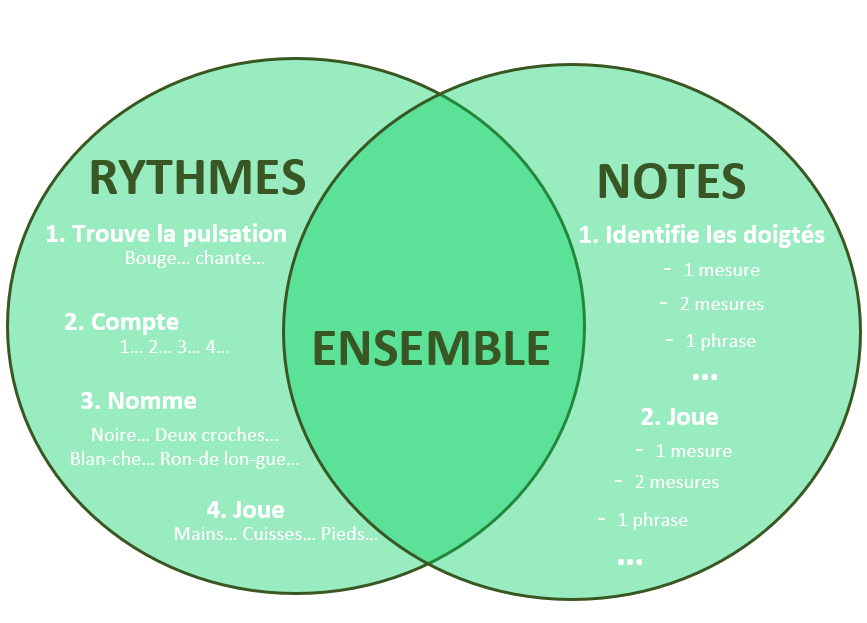 RYTHMES
1. Trouve la pulsation
Bouge... chante...
2. Compte
1... 2... 3... 4...
3. Nomme
Noire... Deux croches...
Blan-che... Ron-de lon-gue...
4. Joue
Mains... Cuisses... Pieds...
ENSEMBLE
NOTES
1. Identifie les doigtés
- 1 mesure
- 2 mesures
- 1 phrase
...
2. Joue
- 1 mesure
- 2 mesures
- 1 phrase
...